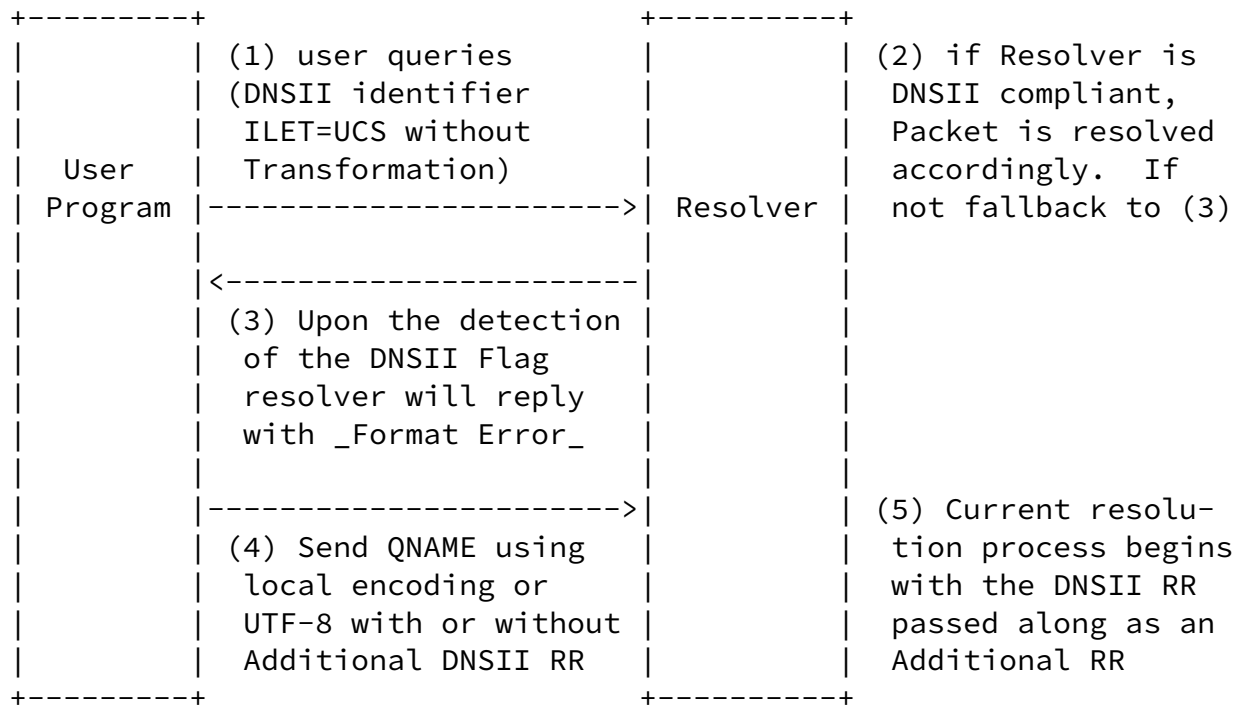 +---------+                        +----------+
|         | (1) user queries       |          | (2) if Resolver is
|         | (DNSII identifier      |          |  DNSII compliant,
|         |  ILET=UCS without      |          |  Packet is resolved
|  User   |  Transformation)       |          |  accordingly.  If
| Program |----------------------->| Resolver |  not fallback to (3)
|         |                        |          |
|         |<-----------------------|          |
|         | (3) Upon the detection |          |
|         |  of the DNSII Flag     |          |
|         |  resolver will reply   |          |
|         |  with _Format Error_   |          |
|         |                        |          |
|         |----------------------->|          | (5) Current resolu-
|         | (4) Send QNAME using   |          |  tion process begins
|         |  local encoding or     |          |  with the DNSII RR
|         |  UTF-8 with or without |          |  passed along as an
|         |  Additional DNSII RR   |          |  Additional RR
+---------+                        +----------+